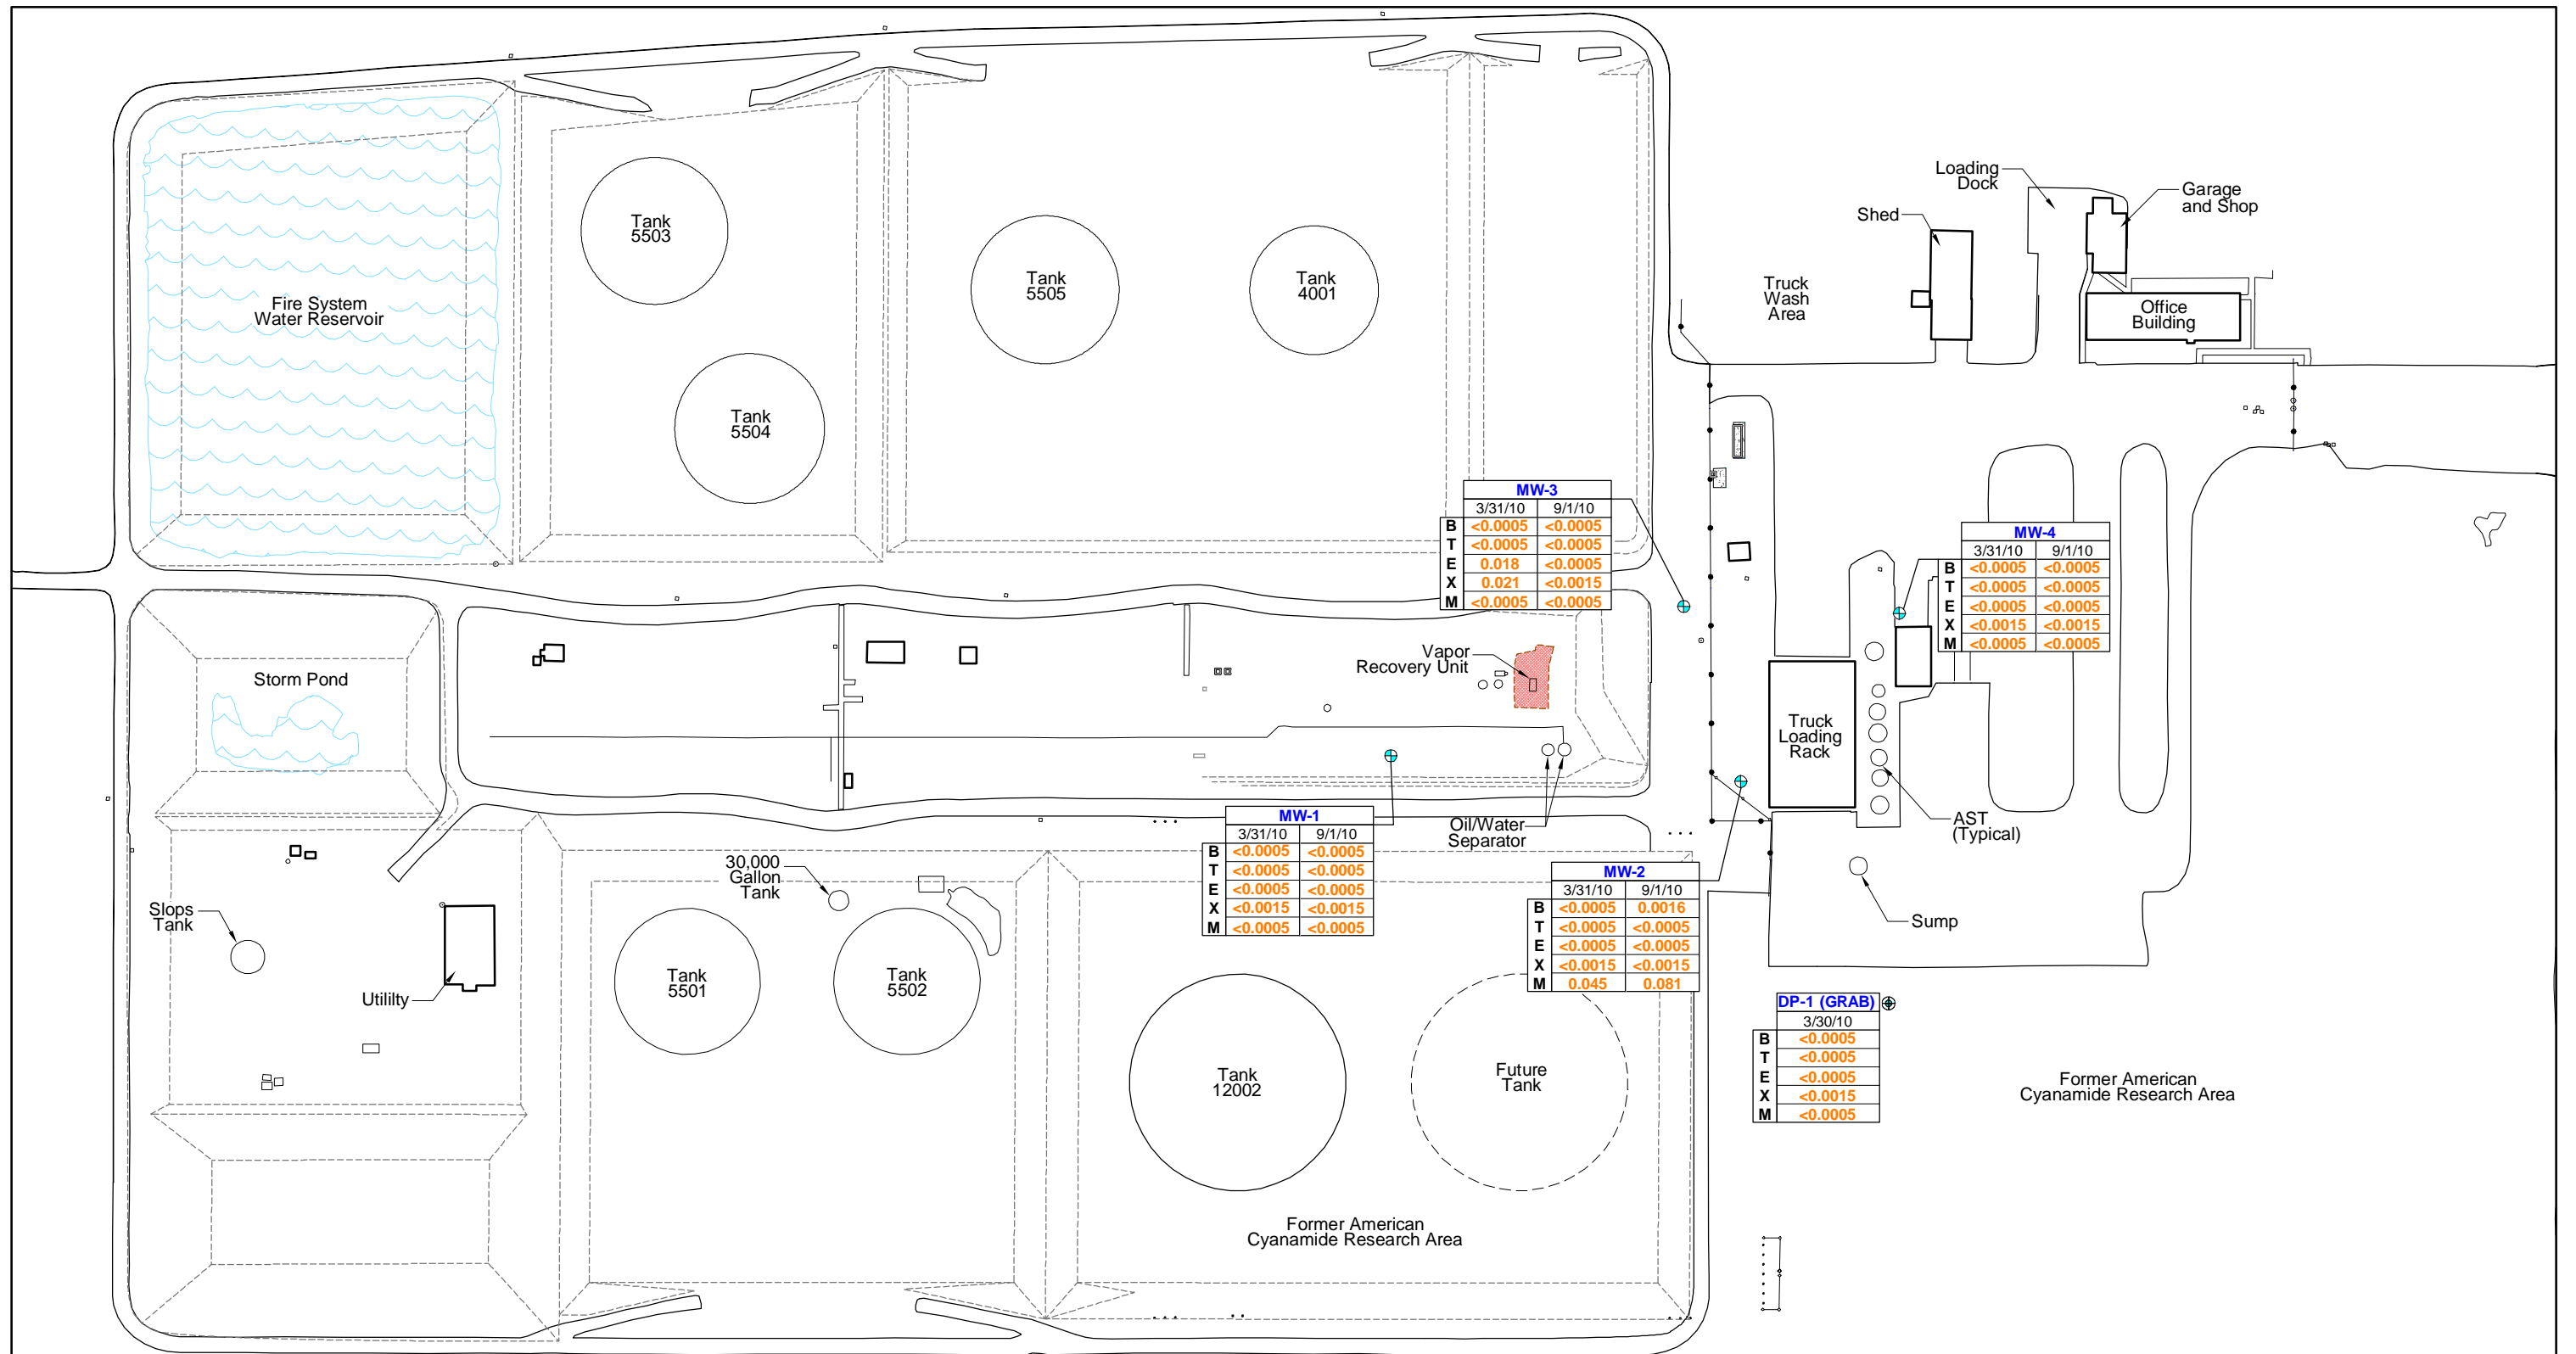 Loading
Dock
Garage
and Shop
Shed
Tank
5503
Tank
5505
Tank
4001
Truck
Wash
Area
Fire System
Water Reservoir
Office
Building
Tank
5504
MW-3
3/31/10 9/1/10
B <0.0005 <0.0005
T <0.0005 <0.0005
E 0.018 <0.0005
X 0.021 <0.0015
M <0.0005 <0.0005
MW-4
3/31/10 9/1/10
B <0.0005 <0.0005
T <0.0005 <0.0005
E <0.0005 <0.0005
X <0.0015 <0.0015
M <0.0005 <0.0005
Vapor
Recovery Unit
Storm Pond
Truck
Loading
Rack
MW-1
3/31/10 9/1/10
B <0.0005 <0.0005
T <0.0005 <0.0005
E <0.0005 <0.0005
X <0.0015 <0.0015
M <0.0005 <0.0005
Oil/Water
Separator
AST
(Typical)
30,000
Gallon
Tank
MW-2
3/31/10 9/1/10
B <0.0005 0.0016
T <0.0005 <0.0005
E <0.0005 <0.0005
X <0.0015 <0.0015
M 0.045 0.081
Slops
Tank
Sump
Utililty
Tank
5501
Tank
5502
DP-1 (GRAB)
3/30/10
B <0.0005
T <0.0005
E <0.0005
X <0.0015
M <0.0005
Tank
12002
Future
Tank
Former American
Cyanamide Research Area
Former American
Cyanamide Research Area